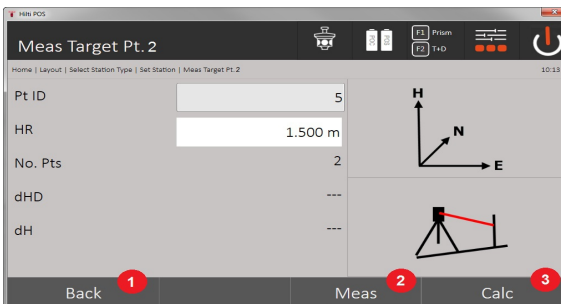 Hilti POS
Meas Target Pt. 2
POC
POS
F1 Prism
F2 T+D
Home | Layout | Select Station Type | Set Station | Meas Target Pt. 2
10:13
Pt ID 5
HR 1.500 m
No. Pts 2
dHD ---
dH ---
H
N
E
1
2
3
Back
Meas
Calc